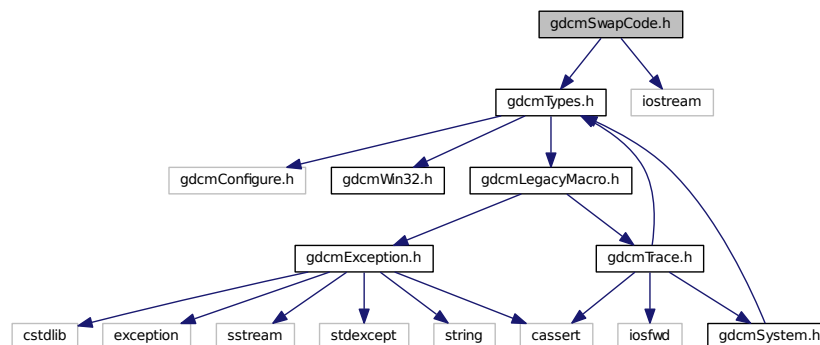 gdcmSwapCode.h
gdcmTypes.h
iostream
gdcmConfigure.h
gdcmWin32.h
gdcmLegacyMacro.h
gdcmException.h
gdcmTrace.h
cstdlib
exception
sstream
stdexcept
string
cassert
iosfwd
gdcmSystem.h